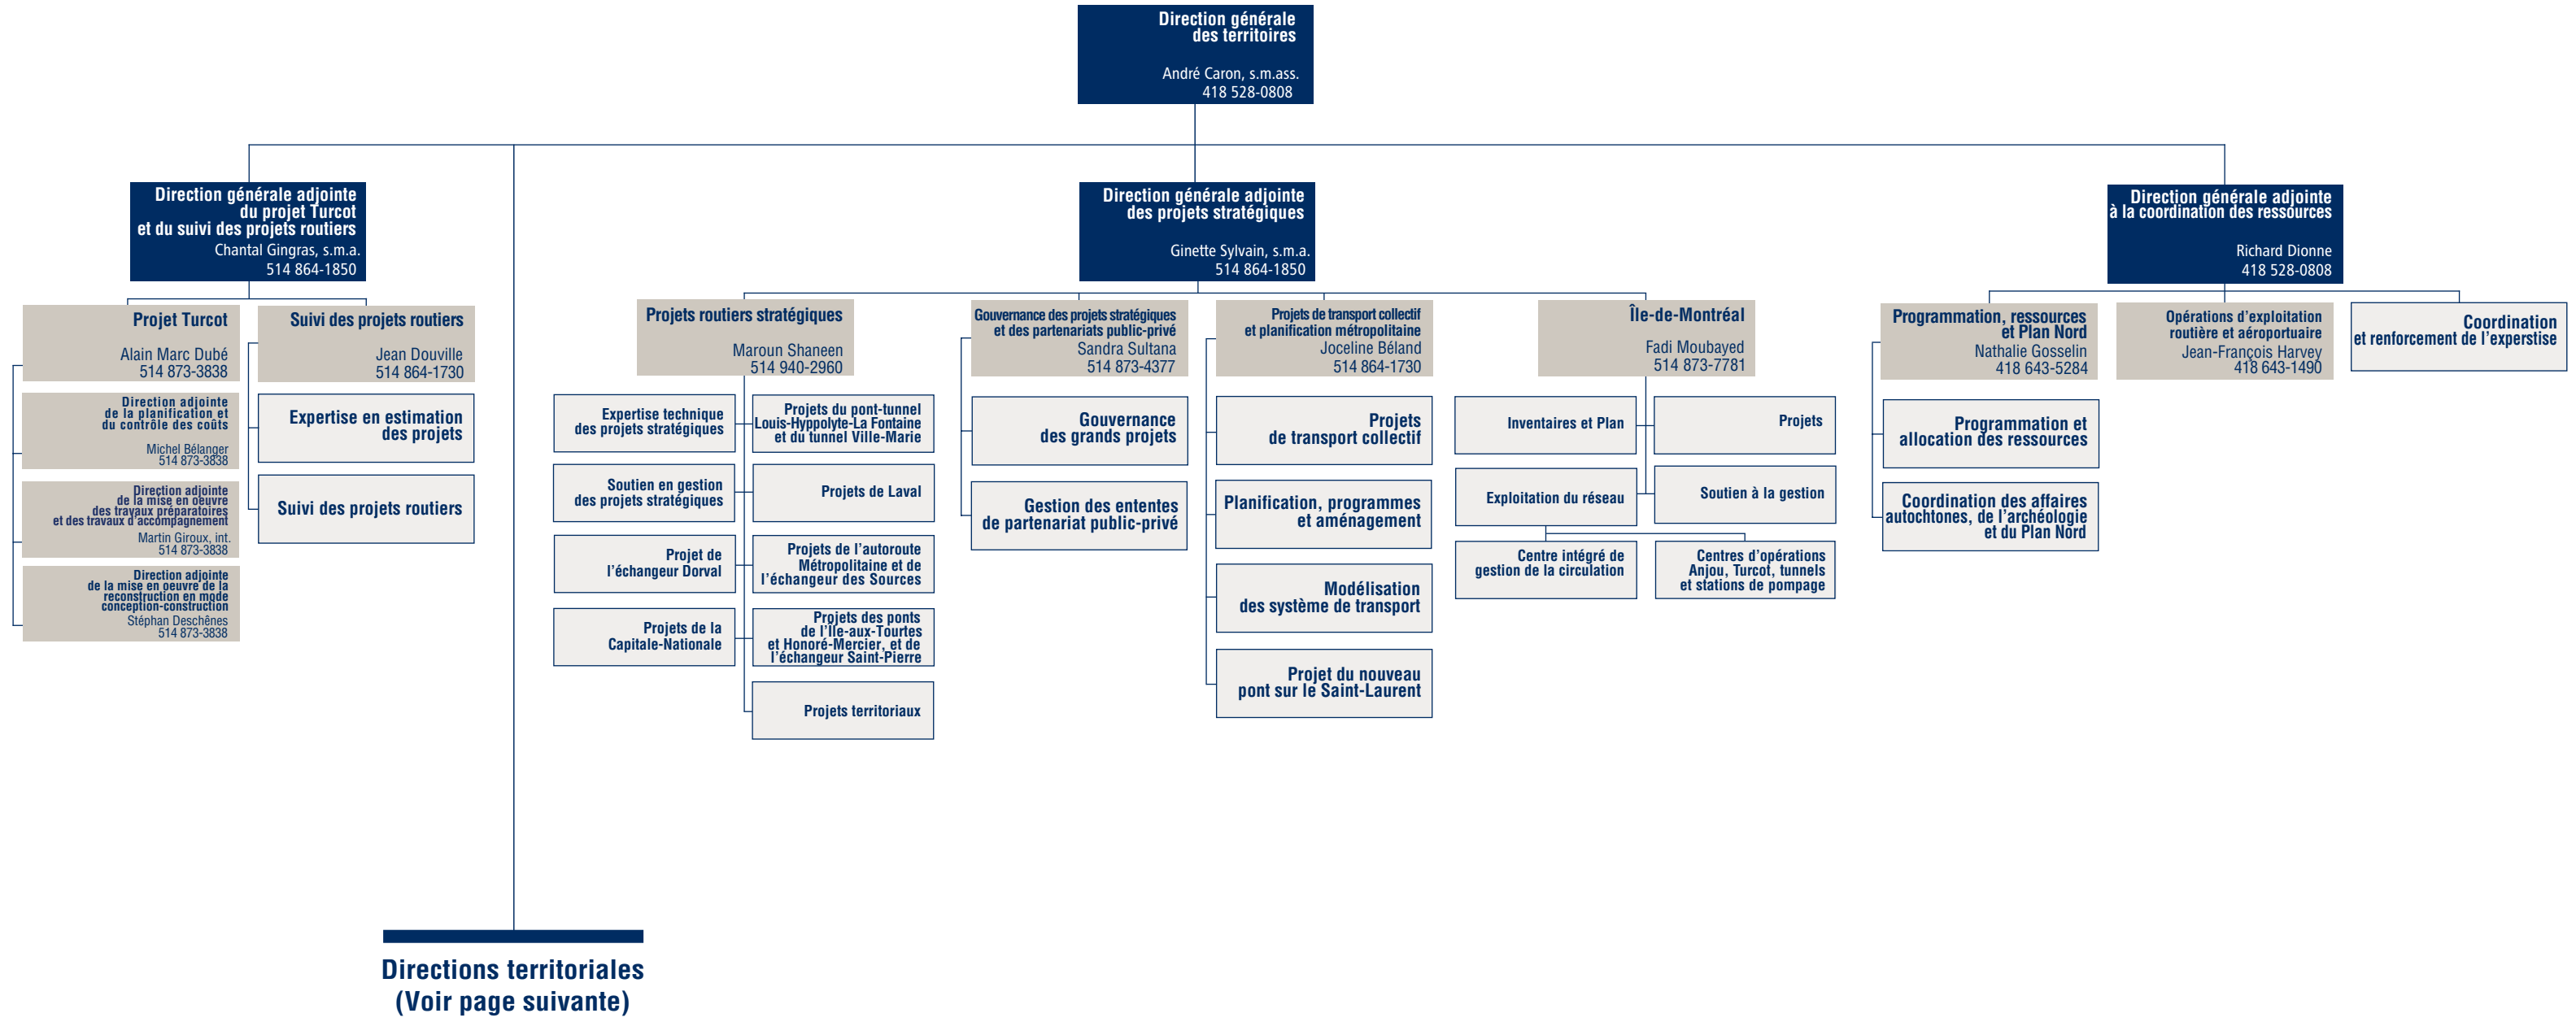 Direction générale
des territoires
André Caron, s.m.ass.
418 528-0808
Direction générale adjointe
du projet Turcot
et du suivi des projets routiers
Chantal Gingras, s.m.a.
514 864-1850
Direction générale adjointe
des projets stratégiques
Ginette Sylvain, s.m.a.
514 864-1850
Direction générale adjointe
à la coordination des ressources
Richard Dionne
418 528-0808
Projet Turcot
Alain Marc Dubé
514 873-3838
Direction adjointe
de la planification et
du contrôle des coûts
Michel Bélanger
514 873-3838
Direction adjointe
de la mise en oeuvre
des travaux préparatoires
et des travaux d'accompagnement
Martin Giroux, int.
514 873-3838
Direction adjointe
de la mise en oeuvre de la
reconstruction en mode
conception-construction
Stéphan Deschênes
514 873-3838
Suivi des projets routiers
Jean Douville
514 864-1730
Expertise en estimation
des projets
Suivi des projets routiers
Projets routiers stratégiques
Maroun Shaneen
514 940-2960
Expertise technique
des projets stratégiques
Projets du pont-tunnel
Louis-Hyppolyte-La Fontaine
et du tunnel Ville-Marie
Soutien en gestion
des projets stratégiques
Projets de Laval
Projet de
l'échangeur Dorval
Projets de l'autoroute
Métropolitaine et de
l'échangeur des Sources
Projets de la
Capitale-Nationale
Projets des ponts
de l'Île-aux-Tourtes
et Honoré-Mercier, et de
l'échangeur Saint-Pierre
Projets territoriaux
Gouvernance des projets stratégiques
et des partenariats public-privé
Sandra Sultana
514 873-4377
Gouvernance
des grands projets
Gestion des ententes
de partenariat public-privé
Projets de transport collectif
et planification métropolitaine
Joceline Béland
514 864-1730
Projets
de transport collectif
Planification, programmes
et aménagement
Modélisation
des système de transport
Projet du nouveau
pont sur le Saint-Laurent
Île-de-Montréal
Fadi Moubayed
514 873-7781
Inventaires et Plan
Projets
Exploitation du réseau
Soutien à la gestion
Centre intégré de
gestion de la circulation
Centres d'opérations
Anjou, Turcot, tunnels
et stations de pompage
Programmation, ressources
et Plan Nord
Nathalie Gosselin
418 643-5284
Programmation et
allocation des ressources
Coordination des affaires
autochtones, de l'archéologie
et du Plan Nord
Opérations d'exploitation
routière et aéroportuaire
Jean-François Harvey
418 643-1490
Coordination
et renforcement de l'experstise
Directions territoriales
(Voir page suivante)